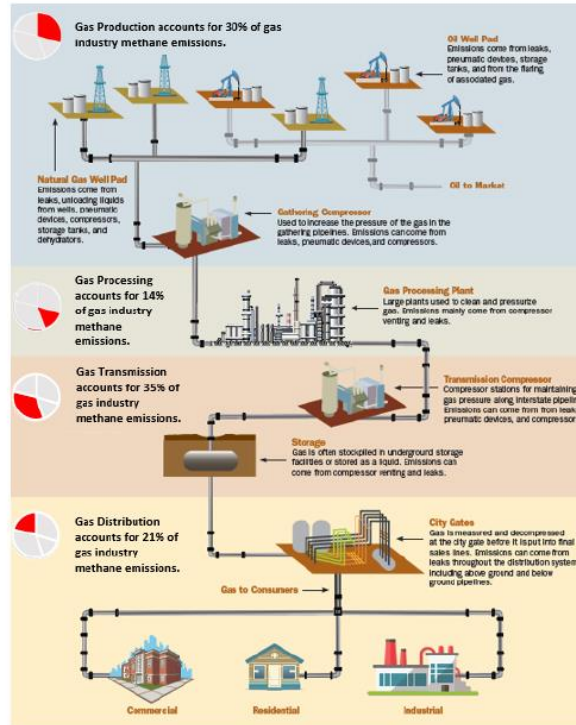 Gas Production accounts for 30% of gas
industry methane emissions.
Oil Well Pad
Emissions come from leaks,
pneumatic devices, storage
tanks, and from the flaring
of associated gas.
Natural Gas Well Pad
Emissions come from
leaks, unloading liquids
from wells, pneumatic
devices, compressors,
storage tanks, and
dehydrators.
Oil to Market
Gathering Compressor
Used to increase the pressure of the gas in the
gathering pipelines. Emissions can come from
leaks, pneumatic devices, and compressors.
Gas Processing
accounts for 14%
of gas industry
methane
emissions.
Gas Processing Plant
Large plants used to clean and pressurize
gas. Emissions mainly come from compressor
venting and leaks.
Gas Transmission
accounts for 35% of
gas industry
methane emissions.
Transmission Compressor
Compressor stations for maintaining
gas pressure along interstate pipelin
Emissions can come from leak
pneumatic devices, and compressor
Storage
Gas is often stockpiled in underground storage
facilities or stored as a liquid. Emissions can
come from compressor venting and leaks.
Gas Distribution
accounts for 21% of
gas industry
methane emissions.
City Gates
Gas is measured and decompressed
at the city gate before it is put into final
sales lines. Emissions can come from
leaks throughout the distribution system
including above ground and below
ground pipelines.
Gas to Consumers
Commercial
Residential
Industrial